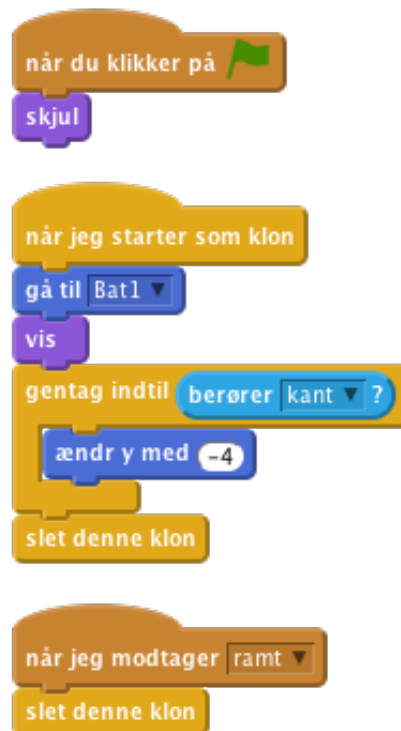 når du klikker på
skjul
når jeg starter som klon
gå til Bat1
vis
gentag indtil berører kant ?
ændr y med -4
slet denne klon
når jeg modtager ramt
slet denne klon